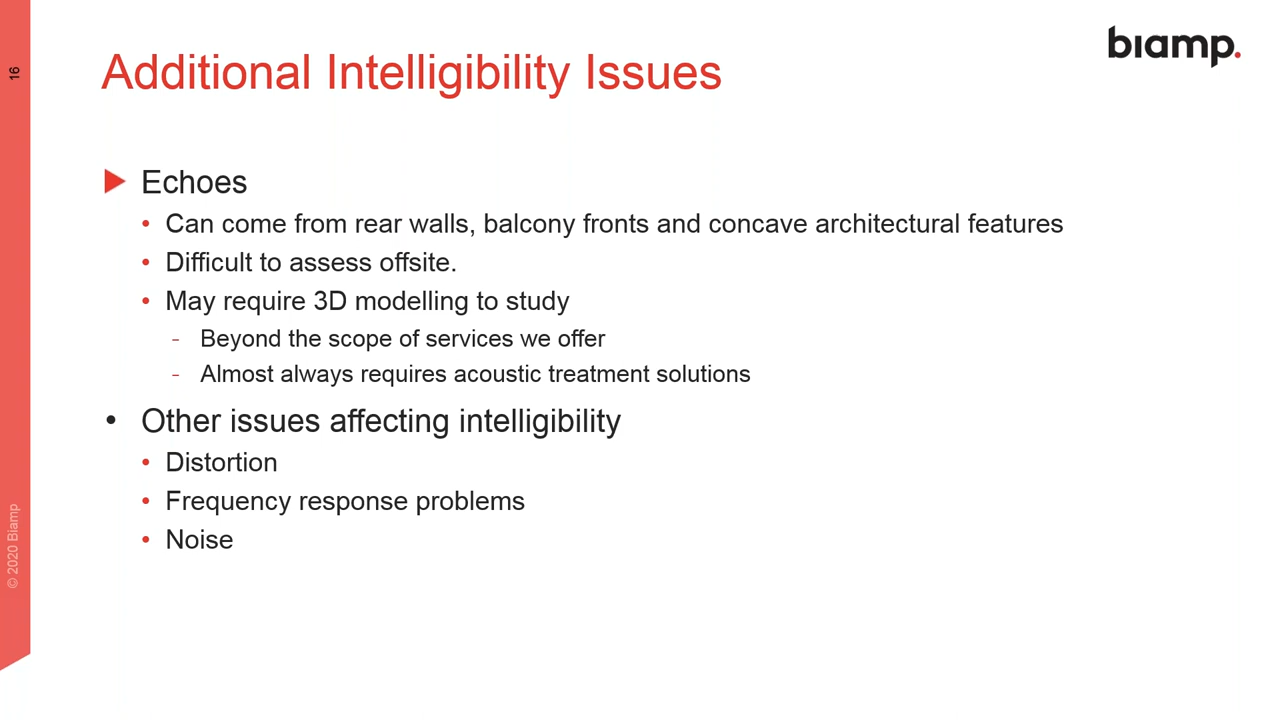 16
Additional Intelligibility Issues
biamp.
Echoes
• Can come from rear walls, balcony fronts and concave architectural features
• Difficult to assess offsite.
• May require 3D modelling to study
- Beyond the scope of services we offer
- Almost always requires acoustic treatment solutions
• Other issues affecting intelligibility
• Distortion
• Frequency response problems
• Noise
© 2020 Biamp